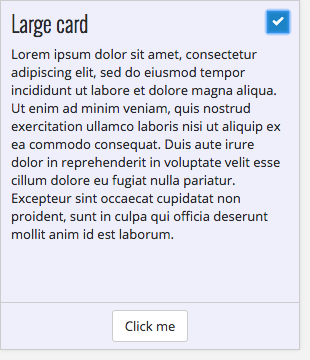 Large card
Lorem ipsum dolor sit amet, consectetur
adipiscing elit, sed do eiusmod tempor
incididunt ut labore et dolore magna aliqua.
Ut enim ad minim veniam, quis nostrud
exercitation ullamco laboris nisi ut aliquip ex
ea commodo consequat. Duis aute irure
dolor in reprehenderit in voluptate velit esse
cillum dolore eu fugiat nulla pariatur.
Excepteur sint occaecat cupidatat non
proident, sunt in culpa qui officia deserunt
mollit anim id est laborum.
Click me